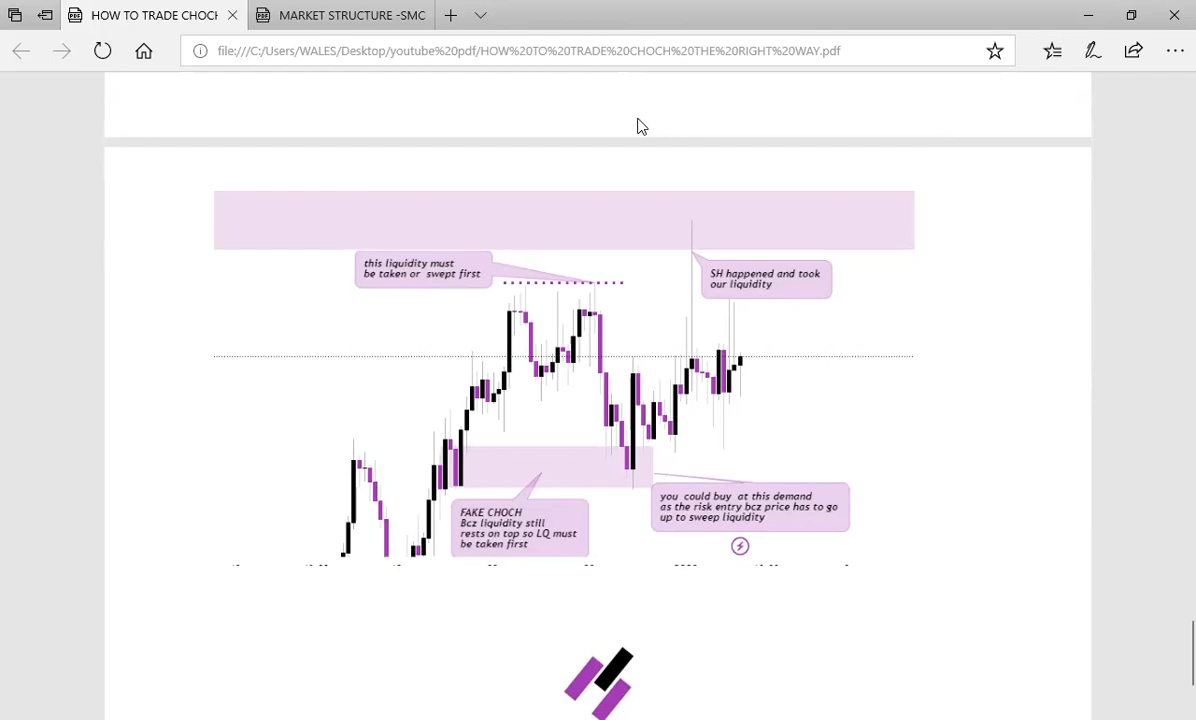 HOW TO TRADE CHOCH
MARKET STRUCTURE -SMC
file:///C:/Users/WALES/Desktop/youtube%20pdf/HOW%20TO%20TRADE%20CHOCH%20THE%20RIGHT%20WAY.pdf
this liquidity must
be taken or swept first
SH happened and took
our liquidity
FAKE CHOCH
Bcz liquidity still
rests on top so LQ must
be taken first
you could buy at this demand
as the risk entry bcz price has to go
up to sweep liquidity